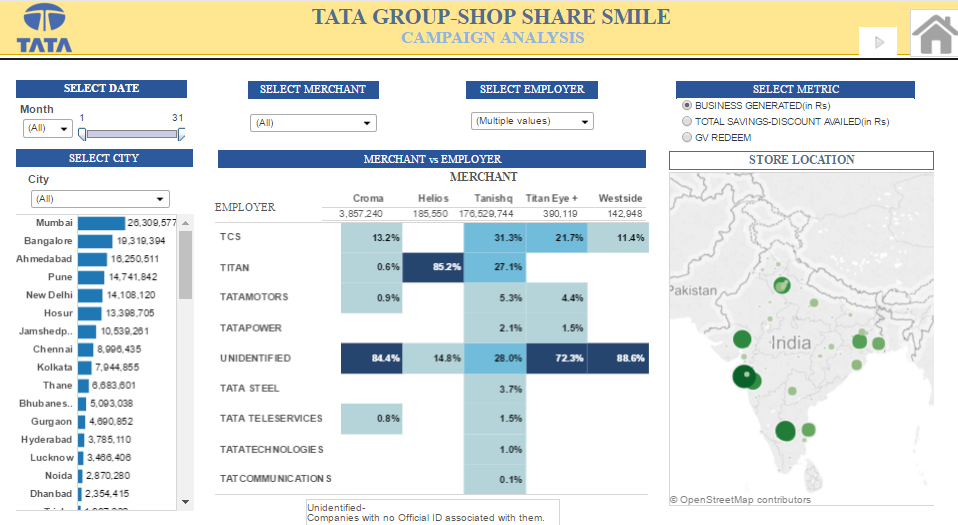 TATA
TATA GROUP-SHOP SHARE SMILE
CAMPAIGN ANALYSIS
SELECT DATE
Month
(All)
1
31
SELECT MERCHANT
(All)
SELECT EMPLOYER
(Multiple values)
SELECT METRIC
BUSINESS GENERATED(in Rs)
TOTAL SAVINGS-DISCOUNT AVAILED(in Rs)
GV REDEEM
SELECT CITY
City
(All)
Mumbai 26,309,577
Bangalore 19,319,394
Ahmedabad 16,250,511
Pune 14,741,842
New Delhi 14,108,120
Hosur 13,398,705
Jamshedp.. 10,539,261
Chennai 8,996,435
Kolkata 7,944,855
Thane 6,683,601
Bhubanes.. 5,093,038
Gurgaon 4,690,852
Hyderabad 3,785,110
Lucknow 3,466,406
Noida 2,870,280
Dhanbad 2,354,415
MERCHANT vs EMPLOYER
MERCHANT
EMPLOYER
Croma Helios Tanishq Titan Eye + Westside
3,857,240 185,550 176,529,744 390,119 142,948
TCS 13.2% 31.3% 21.7% 11.4%
TITAN 0.6% 85.2% 27.1%
TATAMOTORS 0.9% 5.3% 4.4%
TATAPOWER 2.1% 1.5%
UNIDENTIFIED 84.4% 14.8% 28.0% 72.3% 88.6%
TATA STEEL 3.7%
TATA TELESERVICES 0.8% 1.5%
TATATECHNOLOGIES 1.0%
TATCOMMUNICATIONS 0.1%
Unidentified-
Companies with no Official ID associated with them.
STORE LOCATION
Pakistan
India
© OpenStreetMap contributors